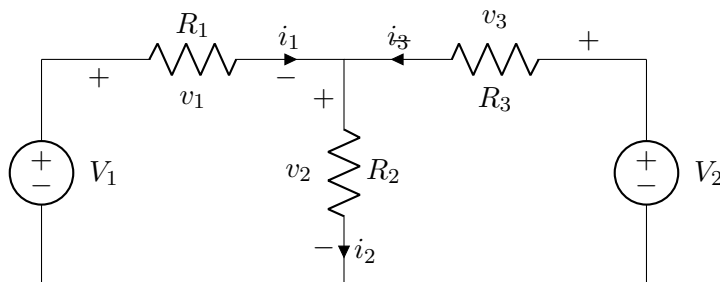 R1 i1 i3 v3
+ − + +
v1 R3
+ − V1 v2 R2 + − V2
− i2